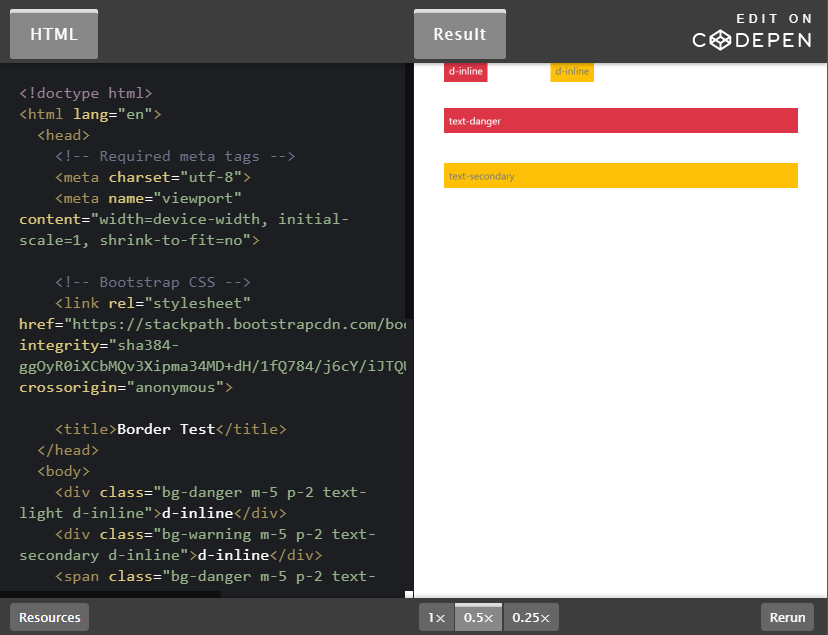 HTML
Result
EDIT ON
CODEPEN
<!doctype html>
<html lang="en">
<head>
<!-- Required meta tags -->
<meta charset="utf-8">
<meta name="viewport"
content="width=device-width, initial-
scale=1, shrink-to-fit=no">
<!-- Bootstrap CSS -->
<link rel="stylesheet"
href="https://stackpath.bootstrapcdn.com/boo
integrity="sha384-
ggOyR0iXCbMQv3Xipma34MD+dH/1fQ784/j6cY/iJTQU
crossorigin="anonymous">
<title>Border Test</title>
</head>
<body>
<div class="bg-danger m-5 p-2 text-
light d-inline">d-inline</div>
<div class="bg-warning m-5 p-2 text-
secondary d-inline">d-inline</div>
<span class="bg-danger m-5 p-2 text-
d-inline d-inline
text-danger
text-secondary
Resources
1× 0.5× 0.25×
Rerun